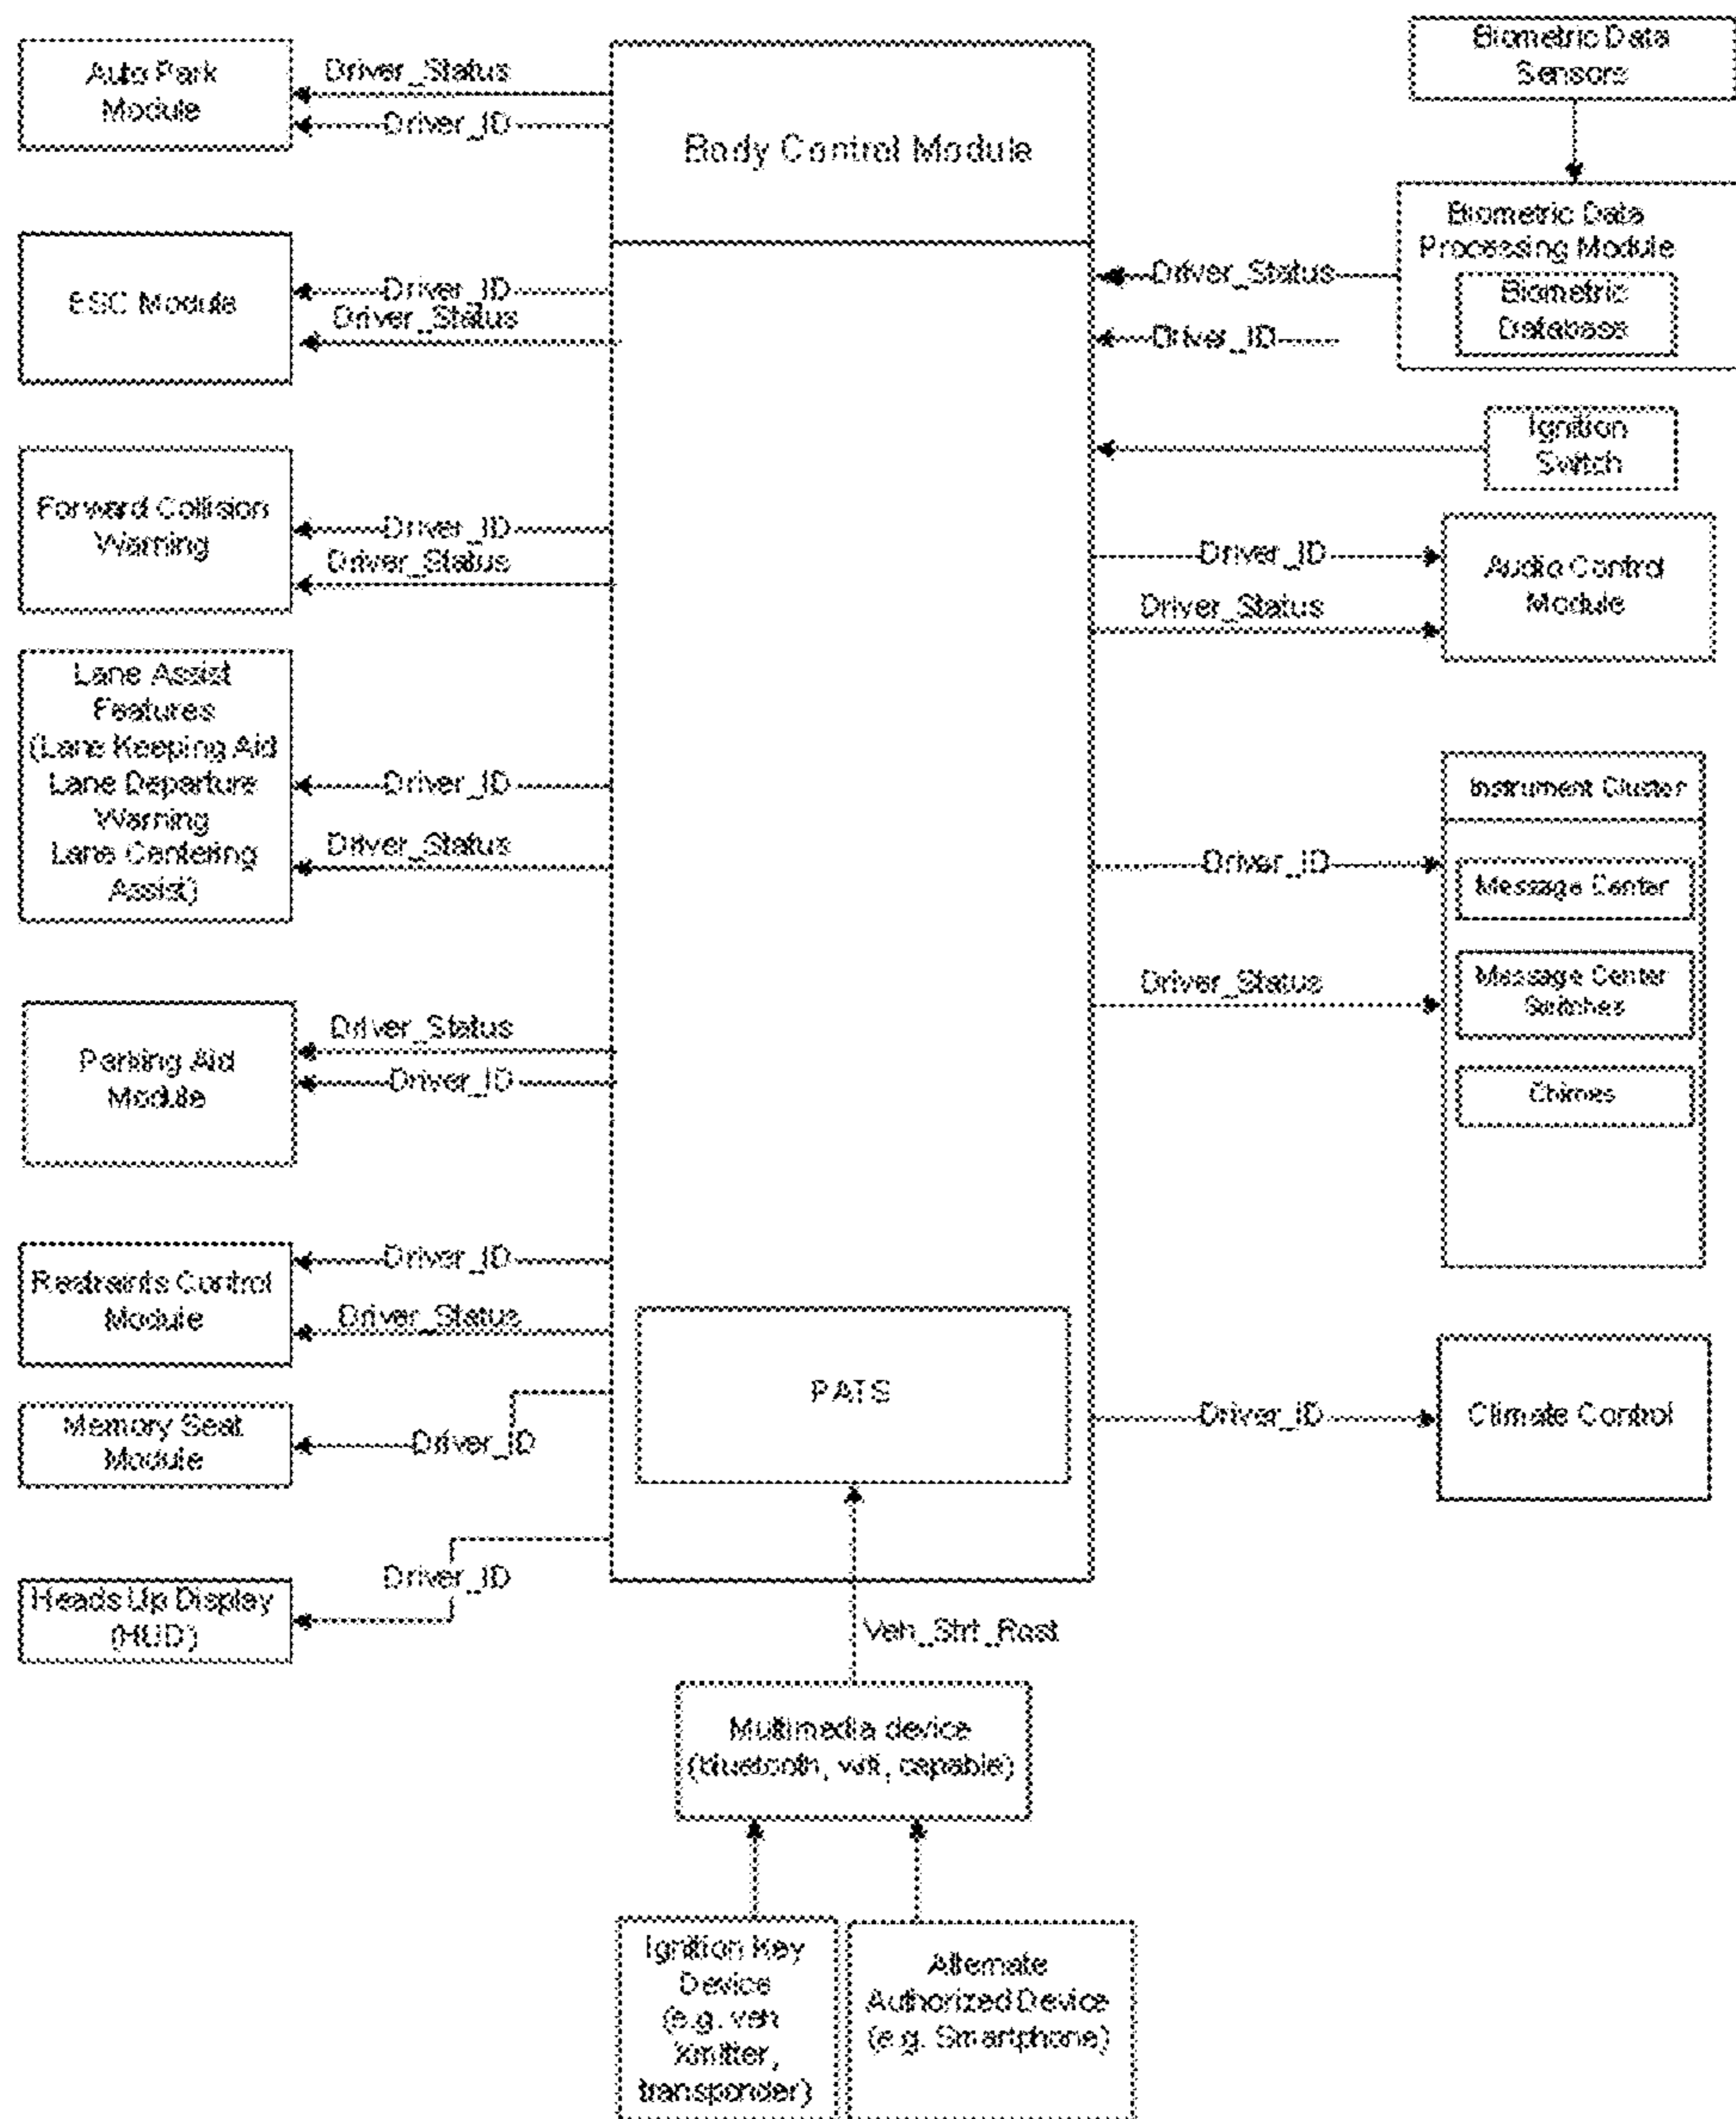 Auto Park
Module
Driver_Status
Driver_ID
Body Control Module
Biometric Data
Sensors
Biometric Data
Processing Module
Biometric
Database
Driver_Status
Driver_ID
ESC Module
Driver_ID
Driver_Status
Ignition
Switch
Forward Collision
Warning
Driver_ID
Driver_Status
Driver_ID
Driver_Status
Audio Control
Module
Lane Assist
Features
(Lane Keeping Aid
Lane Departure
Warning
Lane Centering
Assist)
Driver_ID
Driver_Status
Driver_ID
Driver_Status
Instrument Cluster
Message Center
Message Center
Switches
Chimes
Parking Aid
Module
Driver_Status
Driver_ID
Restraints Control
Module
Driver_ID
Driver_Status
PATS
Driver_ID
Climate Control
Memory Seat
Module
Driver_ID
Heads Up Display
(HUD)
Driver_ID
Veh_Strt_Rqst
Multimedia device
(bluetooth, wifi, capable)
Ignition Key
Device
(e.g. veh
Xmitter,
transponder)
Alternate
Authorized Device
(e.g. Smartphone)